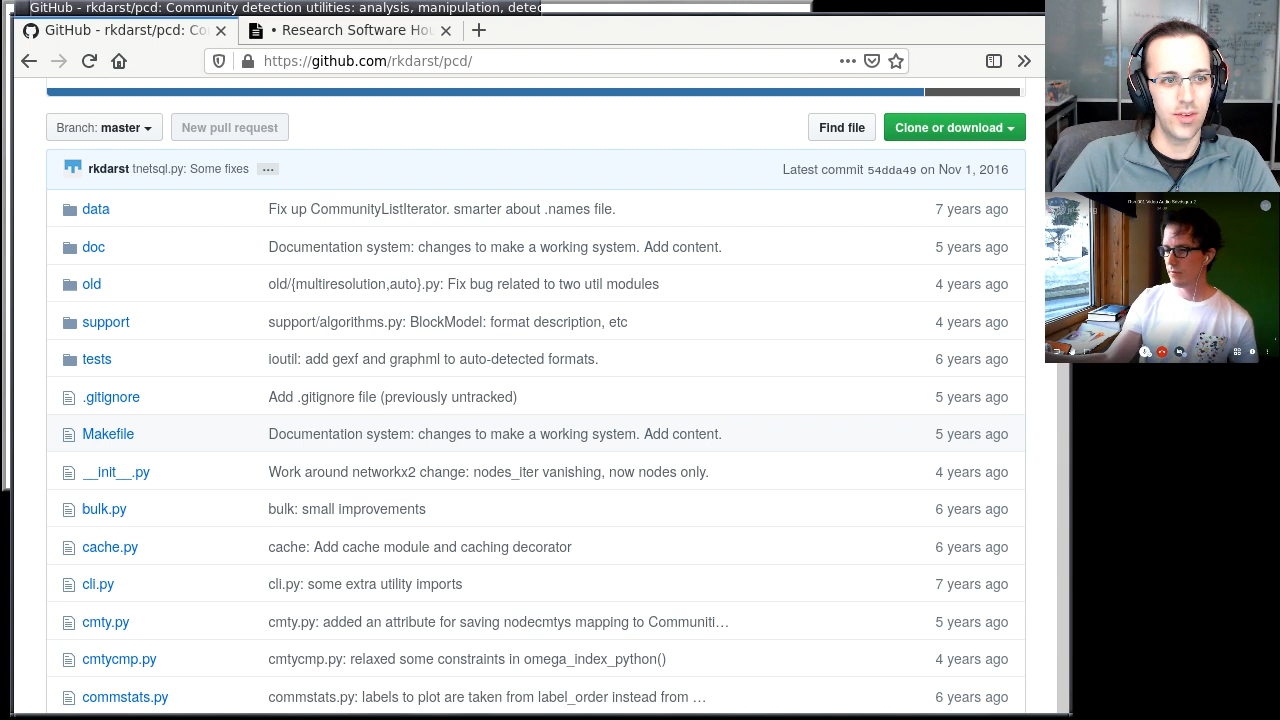 GitHub - rkdarst/pcd: Community detection utilities: analysis, manipulation, detec
GitHub - rkdarst/pcd: Co
• Research Software Ho
https://github.com/rkdarst/pcd/
Branch: master
New pull request
Find file
Clone or download
rkdarst tnetsql.py: Some fixes
Latest commit 54dda49 on Nov 1, 2016
data Fix up CommunityListIterator. smarter about .names file. 7 years ago
doc Documentation system: changes to make a working system. Add content. 5 years ago
old old/{multiresolution,auto}.py: Fix bug related to two util modules 4 years ago
support support/algorithms.py: BlockModel: format description, etc 4 years ago
tests ioutil: add gexf and graphml to auto-detected formats. 6 years ago
.gitignore Add .gitignore file (previously untracked) 5 years ago
Makefile Documentation system: changes to make a working system. Add content. 5 years ago
__init__.py Work around networkx2 change: nodes_iter vanishing, now nodes only. 4 years ago
bulk.py bulk: small improvements 6 years ago
cache.py cache: Add cache module and caching decorator 6 years ago
cli.py cli.py: some extra utility imports 7 years ago
cmty.py cmty.py: added an attribute for saving nodecmtys mapping to Communiti… 5 years ago
cmtycmp.py cmtycmp.py: relaxed some constraints in omega_index_python() 4 years ago
commstats.py commstats.py: labels to plot are taken from label_order instead from … 6 years ago